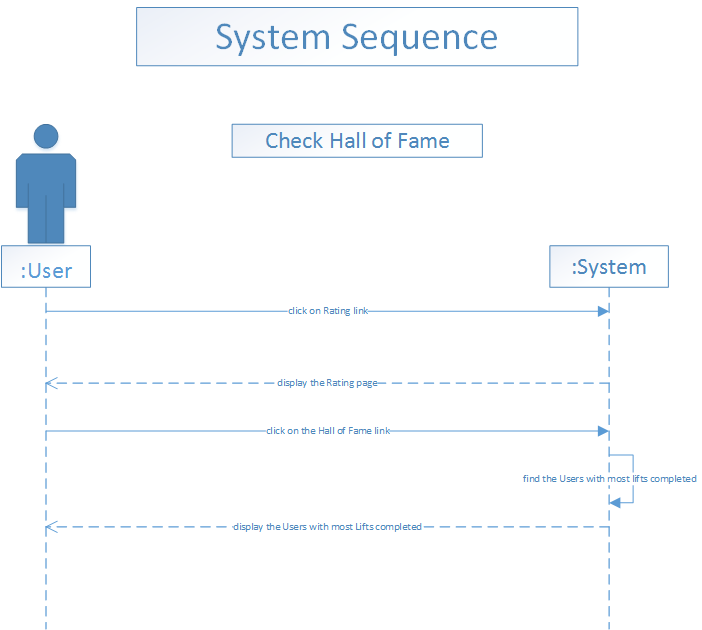 System Sequence
Check Hall of Fame
:User
:System
click on Rating link
display the Rating page
click on the Hall of Fame link
find the Users with most lifts completed
display the Users with most Lifts completed